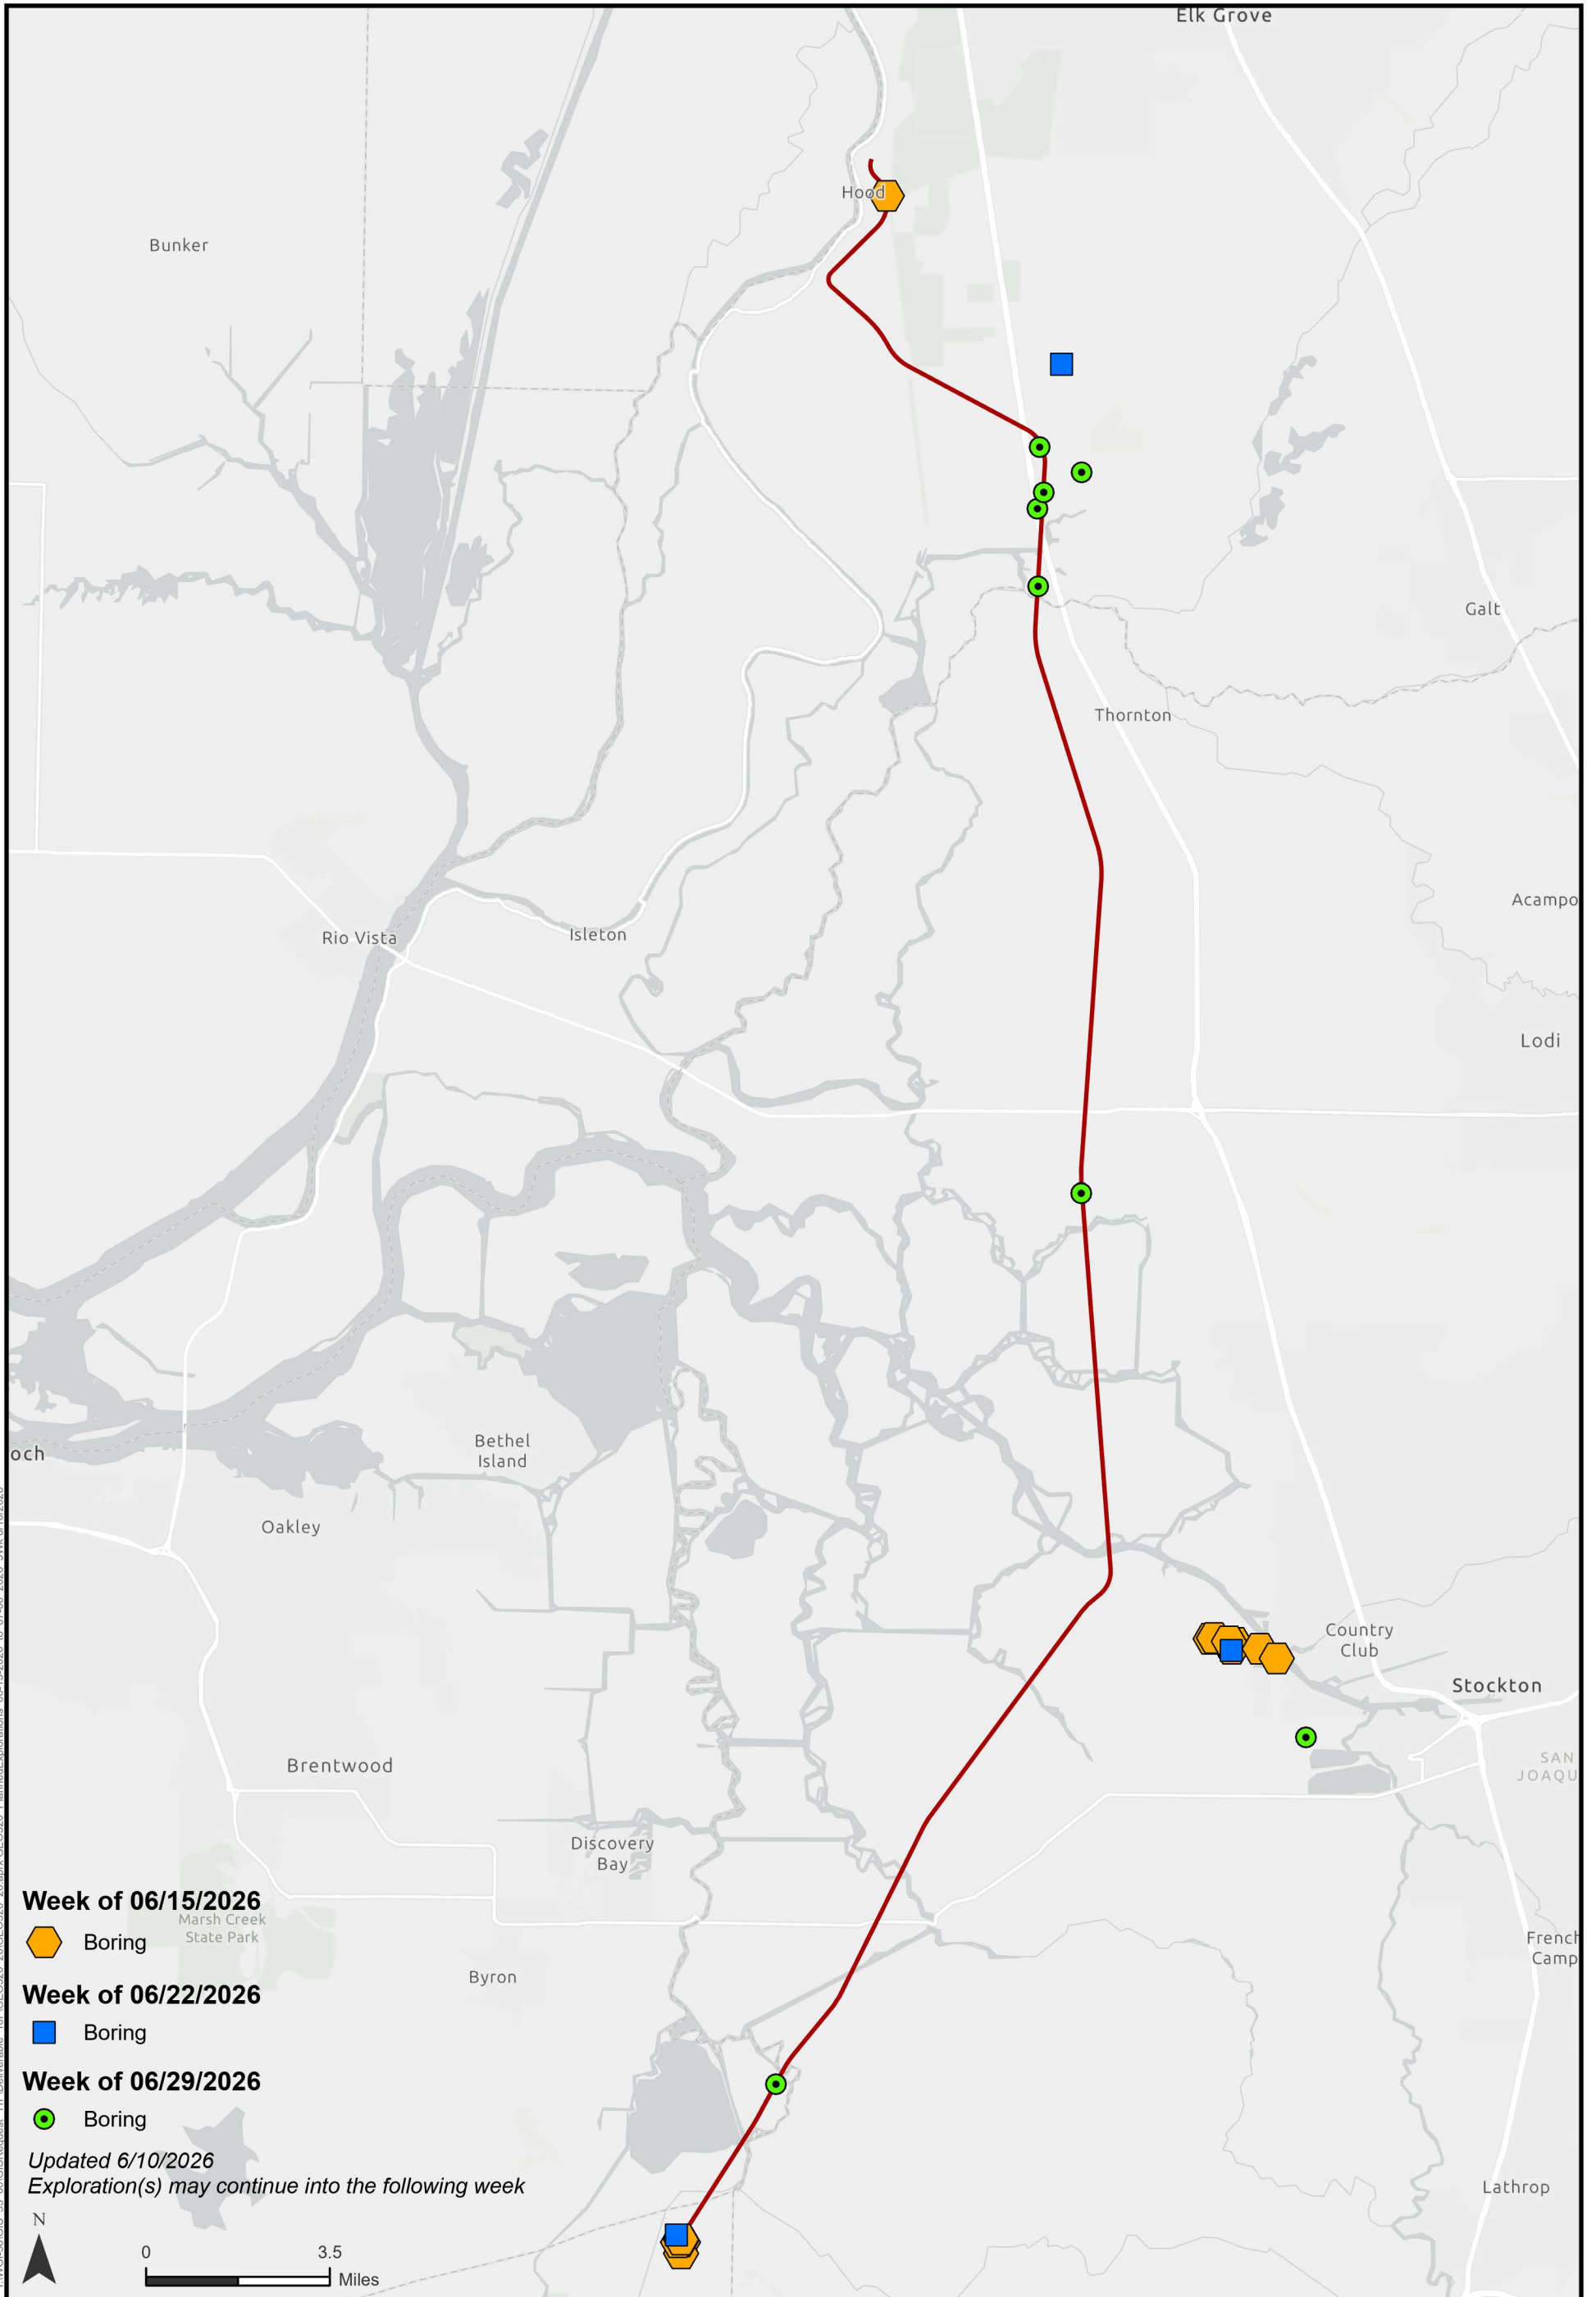 Elk Grove
Hood
Bunker
Galt
Thornton
Acampo
Rio Vista
Isleton
Lodi
Bethel
Island
och
Oakley
Country
Club
Stockton
SAN
JOAQU
Brentwood
Discovery
Bay
Week of 06/15/2026
Boring
Marsh Creek
State Park
French
Camp
Byron
Week of 06/22/2026
Boring
Week of 06/29/2026
Boring
Updated 6/10/2026
Exploration(s) may continue into the following week
Lathrop
N
0 3.5
Miles